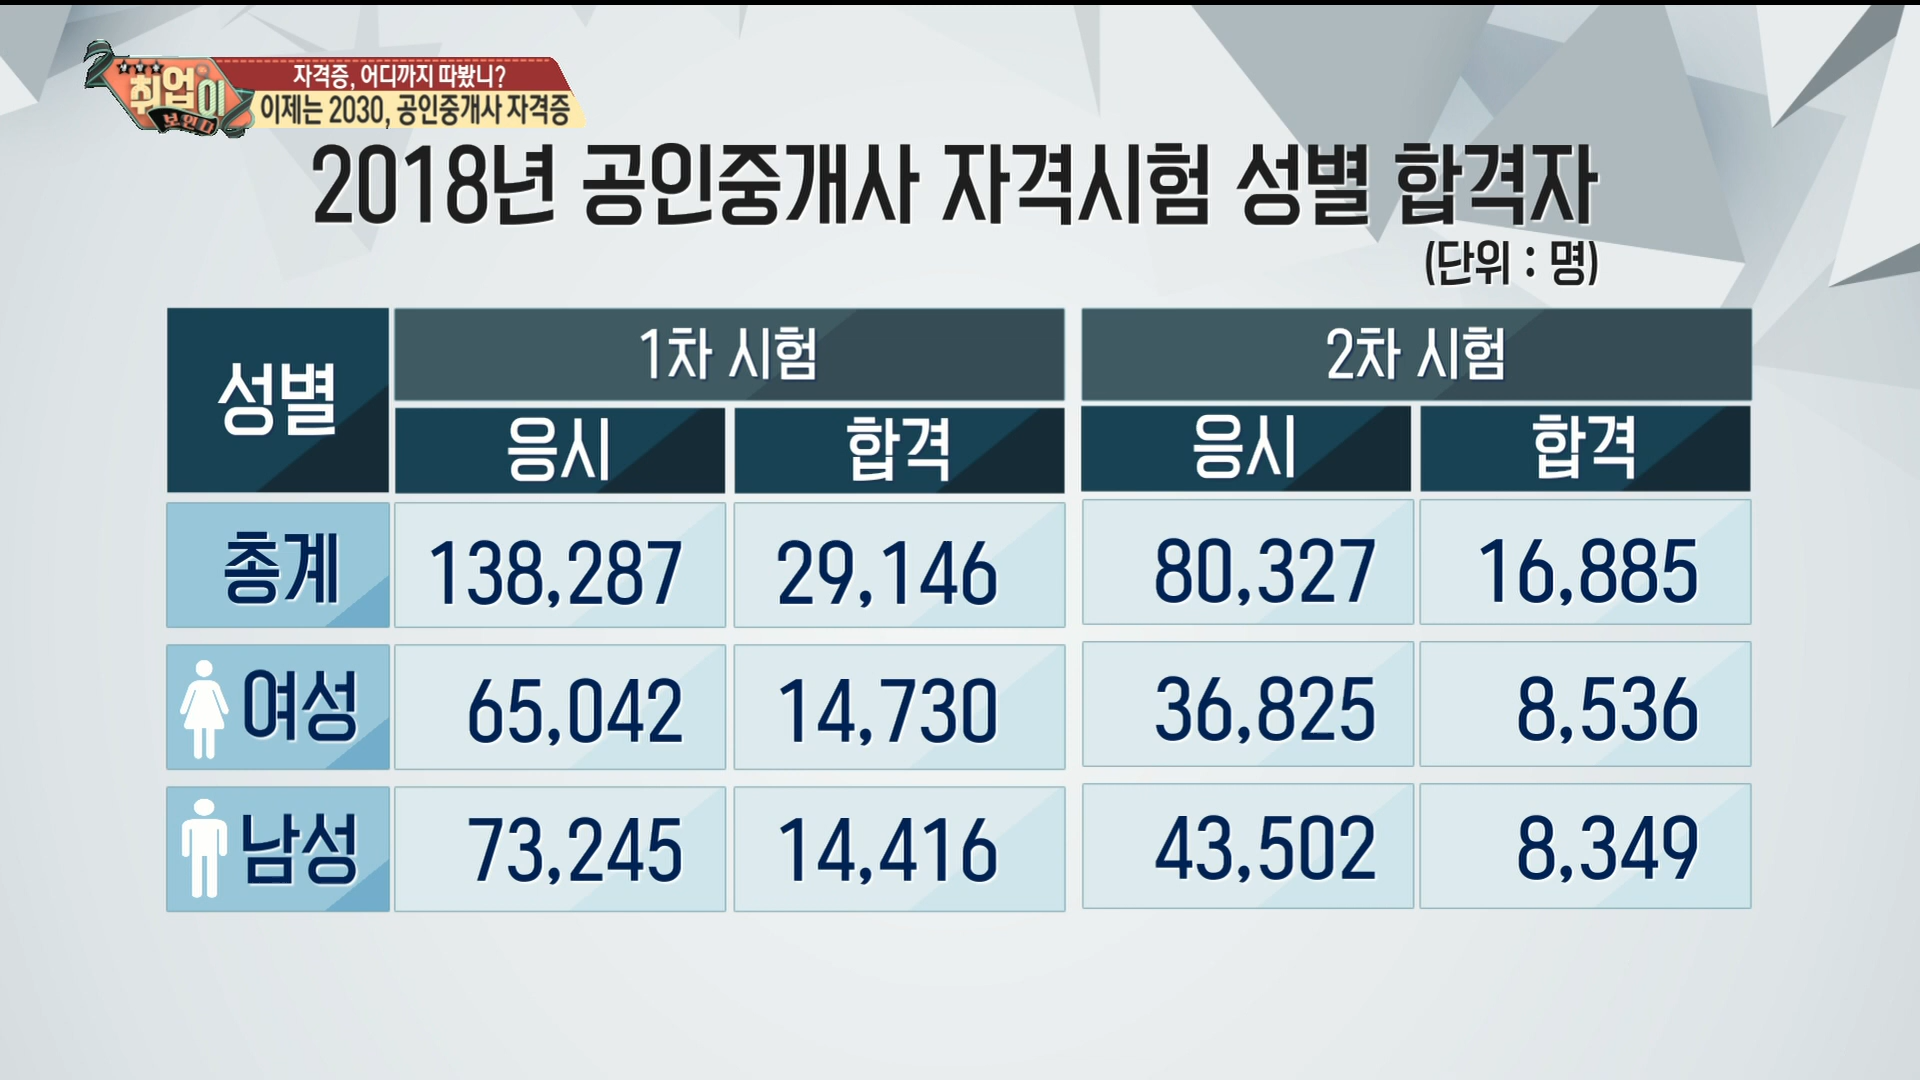 취업이
보인다
자격증, 어디까지 따봤니?
이제는 2030, 공인중개사 자격증
2018년 공인중개사 자격시험 성별 합격자
(단위 : 명)
성별 1차 시험 2차 시험
응시 합격 응시 합격
총계 138,287 29,146 80,327 16,885
여성 65,042 14,730 36,825 8,536
남성 73,245 14,416 43,502 8,349